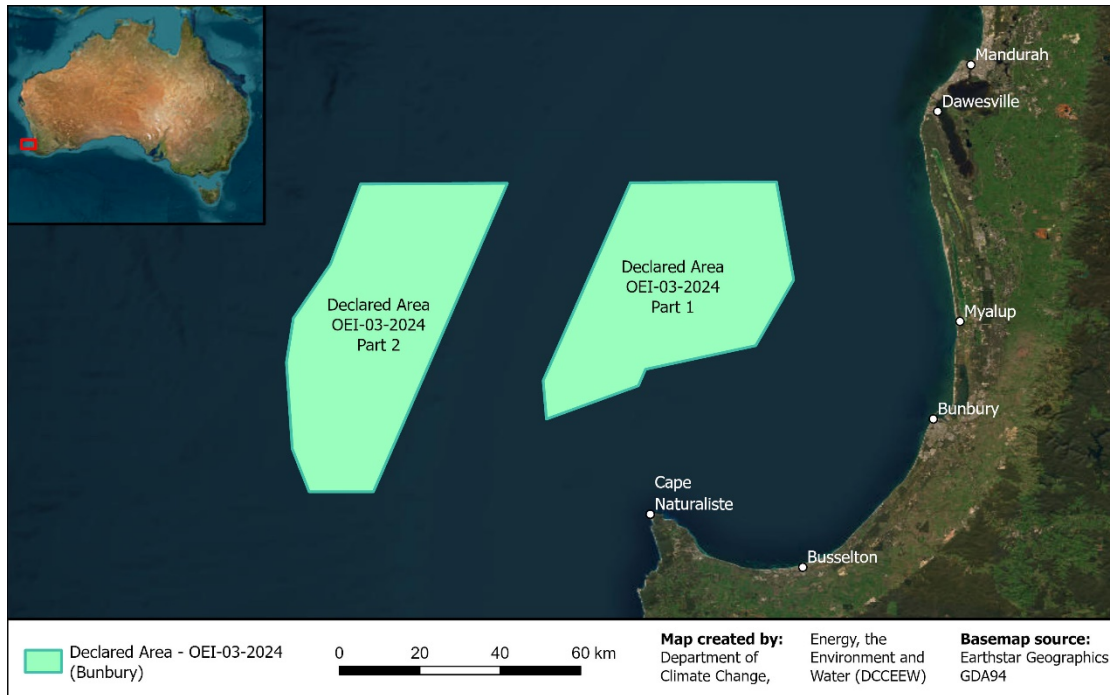 Mandurah
Dawesville
Declared Area
OEI-03-2024
Part 1
Declared Area
OEI-03-2024
Part 2
Myalup
Bunbury
Cape
Naturaliste
Busselton
Declared Area - OEI-03-2024
(Bunbury)
0 20 40 60 km
Map created by:
Department of
Climate Change,
Energy, the
Environment and
Water (DCCEEW)
Basemap source:
Earthstar Geographics
GDA94